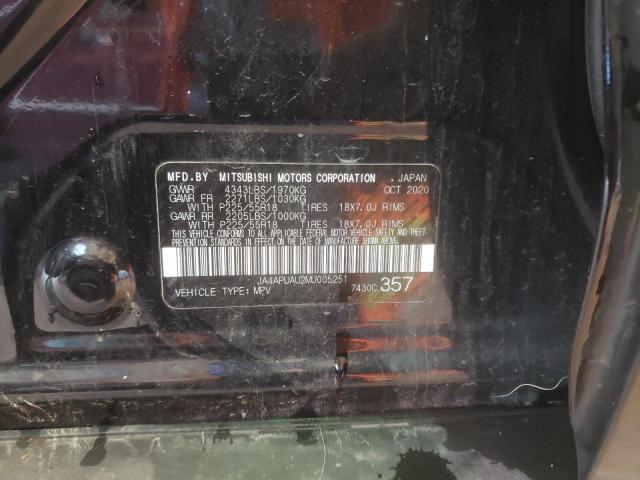 MFD.BY MITSUBISHI MOTORS CORPORATION , JAPAN
GVWR 4343LBS/1970KG OCT 2020
GAWR FR 2271LBS/1030KG
WITH P225/55R18 TIRES 18X7.0J RIMS
GAWR RR 2205LBS/1000KG
WITH P225/55R18 TIRES 18X7.0J RIMS
THIS VEHICLE CONFORMS TO ALL APPLICABLE FEDERAL MOTOR VEHICLE SAFETY AND THEFT
PREVENTION STANDARDS IN EFFECT ON THE DATE OF MANUFACTURE SHOWN ABOVE.
JA4APUAU2MU005251
VEHICLE TYPE: MPV 7430C 357